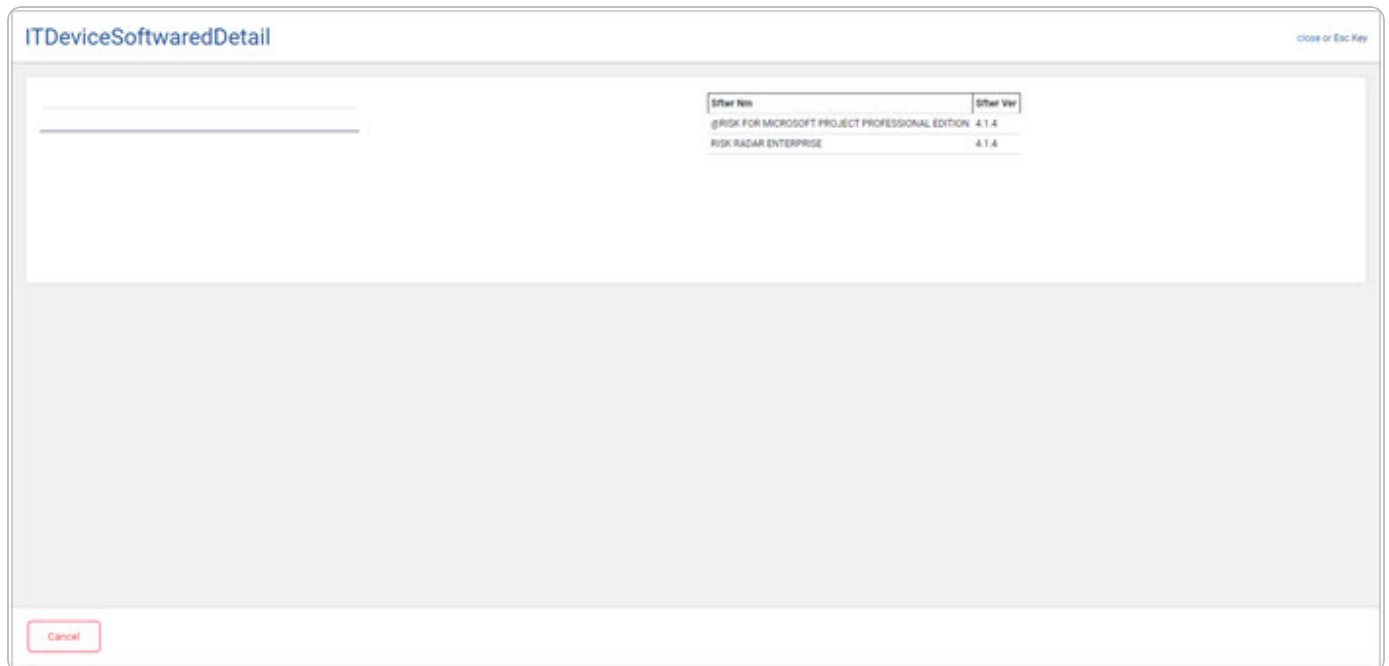 ITDeviceSoftwaredDetail
close or Esc Key
Sftwr Nm Sftwr Ver
@RISK FOR MICROSOFT PROJECT PROFESSIONAL EDITION 4.1.4
RISK RADAR ENTERPRISE 4.1.4
Cancel